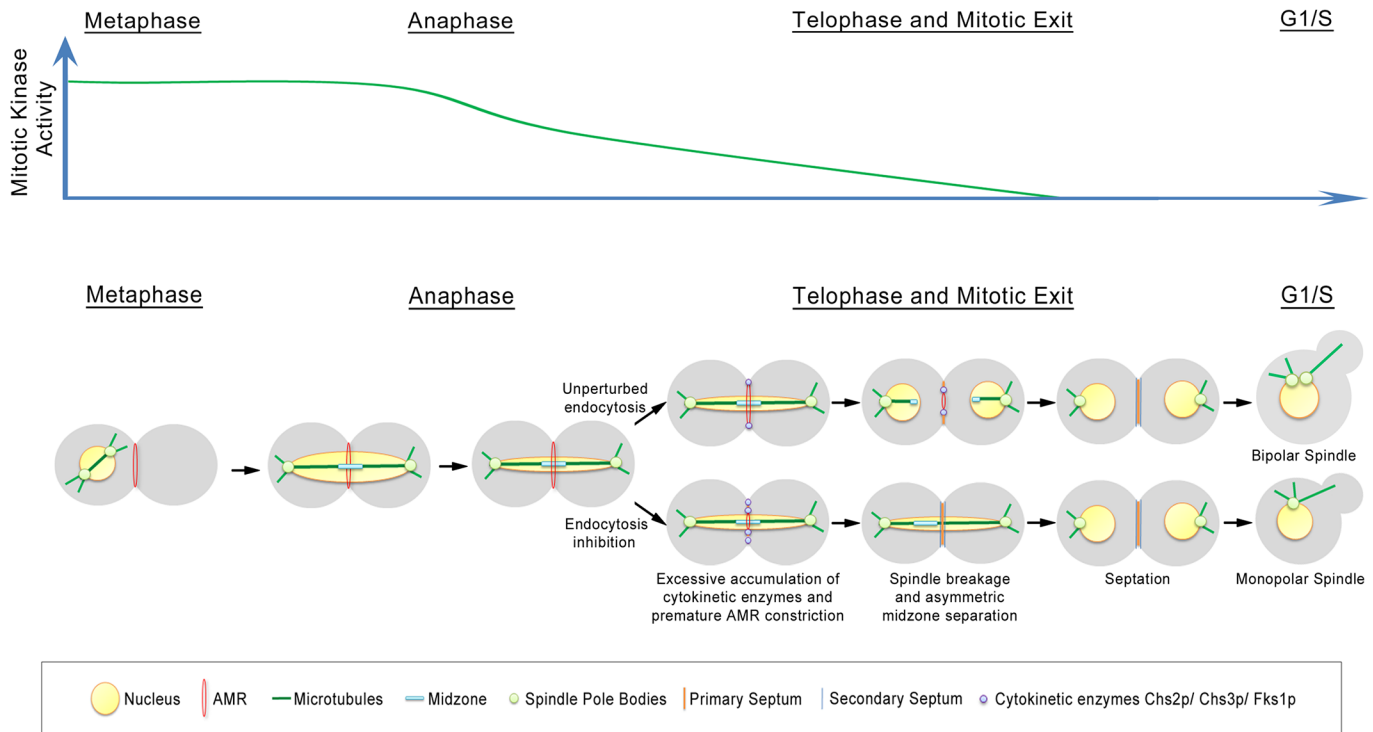 Metaphase
Anaphase
Telophase and Mitotic Exit
G1/S
Mitotic Kinase
Activity
Metaphase
Anaphase
Telophase and Mitotic Exit
G1/S
Unperturbed
endocytosis
Bipolar Spindle
Endocytosis
inhibition
Excessive accumulation of
cytokinetic enzymes and
premature AMR constriction
Spindle breakage
and asymmetric
midzone separation
Septation
Monopolar Spindle
Nucleus
AMR
Microtubules
Midzone
Spindle Pole Bodies
Primary Septum
Secondary Septum
Cytokinetic enzymes Chs2p/ Chs3p/ Fks1p